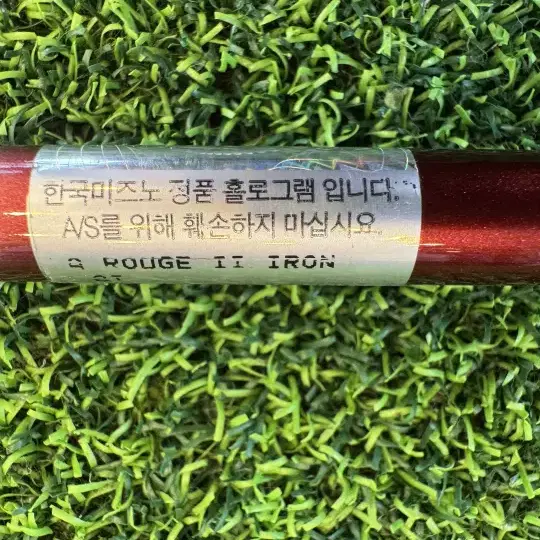 한국미즈노 정품 홀로그램 입니다.
A/S를 위해 훼손하지 마십시요.
ROUGE II IRON